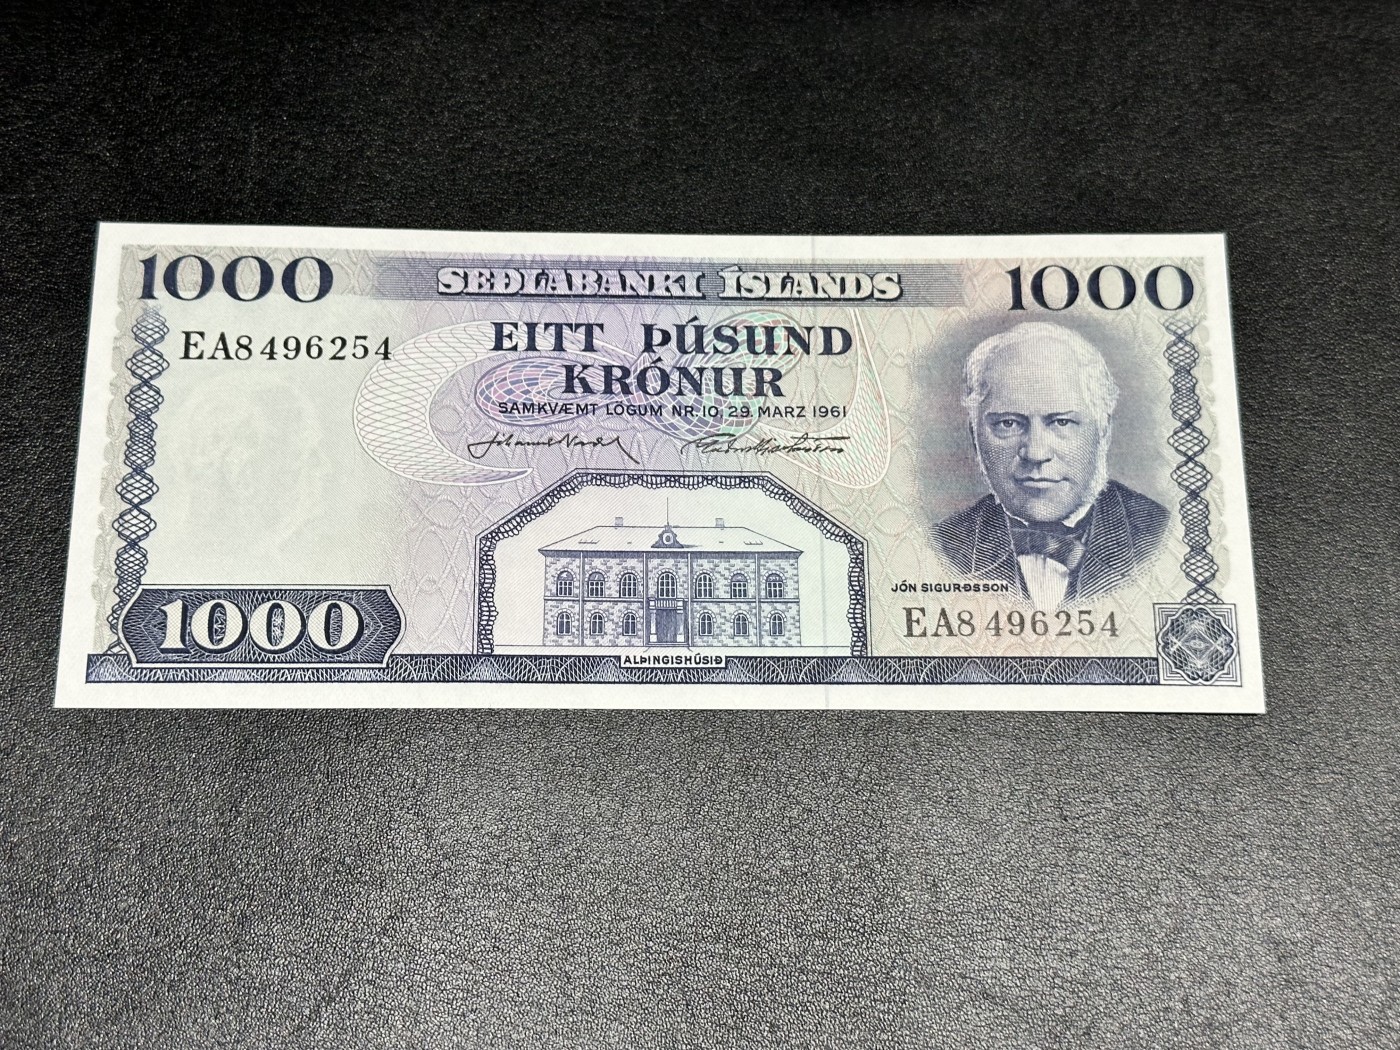 1000
SEÐLABANKI ÍSLANDS
1000
EA8496254
EITT ÞÚSUND
KRÓNUR
SAMKVÆMT LÖGUM NR. 10, 29. MARZ 1961
JÓN SIGURÐSSON
EA8496254
1000
ALÞINGISHÚSIÐ